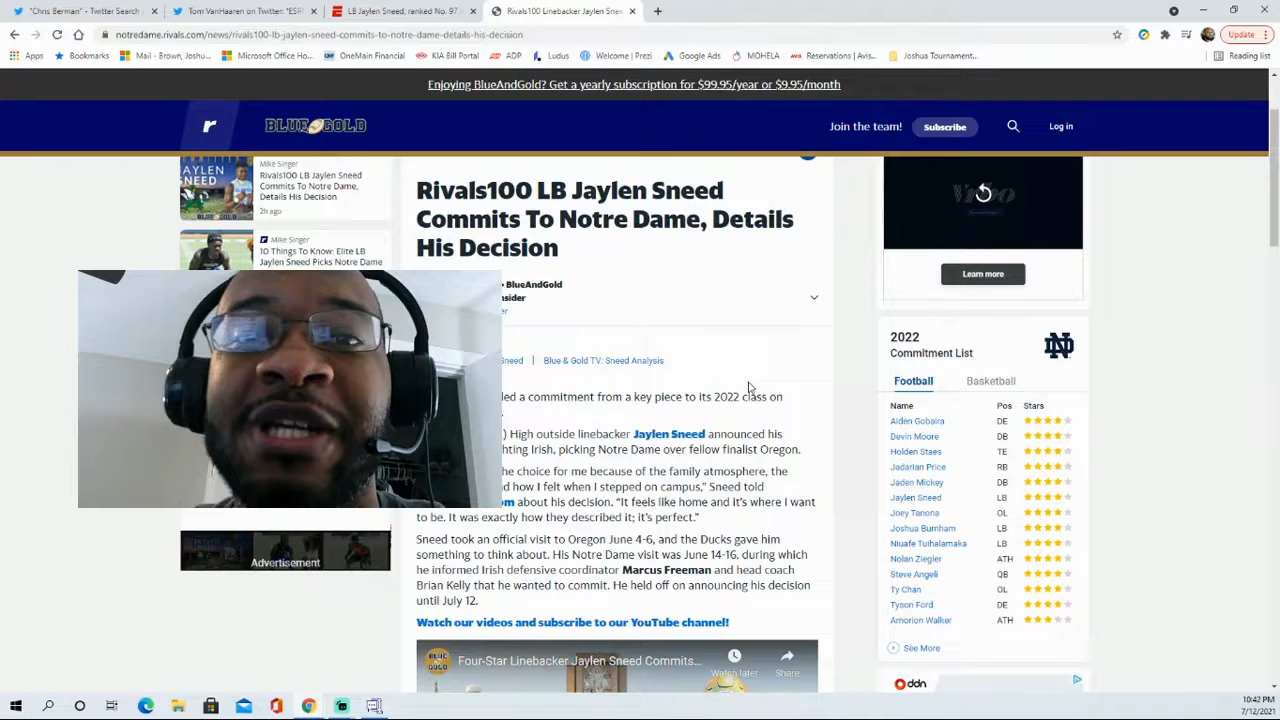 "Chris Berman" - Twitter Search
Tom VanHaaren on Twitter: "ESP
LB Jaylen Sneed, ranked No. 97
Rivals100 Linebacker Jaylen Snee
notredame.rivals.com/news/rivals100-lb-jaylen-sneed-commits-to-notre-dame-details-his-decision
Update
Apps
Bookmarks
Mail - Brown, Joshu...
Microsoft Office Ho...
OneMain Financial
KIA Bill Pay
ADP
Ludus
Welcome | Prezi
Google Ads
MOHELA
Reservations | Avis...
Joshua Tournament...
Reading list
Enjoying BlueAndGold? Get a yearly subscription for $99.95/year or $9.95/month
BLUE GOLD
Join the team!
Subscribe
Log in
JAYLEN
SNEED
Mike Singer
Rivals100 LB Jaylen Sneed
Commits To Notre Dame,
Details His Decision
2h ago
Mike Singer
10 Things To Know: Elite LB
Jaylen Sneed Picks Notre Dame
Advertisement
Rivals100 LB Jaylen Sneed
Commits To Notre Dame, Details
His Decision
• BlueAndGold
nsider
er
Sneed | Blue & Gold TV: Sneed Analysis
led a commitment from a key piece to its 2022 class on
) High outside linebacker Jaylen Sneed announced his
hting Irish, picking Notre Dame over fellow finalist Oregon.
he choice for me because of the family atmosphere, the
d how I felt when I stepped on campus," Sneed told
om about his decision. "It feels like home and it's where I want
to be. It was exactly how they described it; it's perfect."
Sneed took an official visit to Oregon June 4-6, and the Ducks gave him
something to think about. His Notre Dame visit was June 14-16, during which
he informed Irish defensive coordinator Marcus Freeman and head coach
Brian Kelly that he wanted to commit. He held off on announcing his decision
until July 12.
Watch our videos and subscribe to our YouTube channel!
BLUE GOLD
Four-Star Linebacker Jaylen Sneed Commits...
Watch later
Share
Learn more
2022
Commitment List
Football
Basketball
Name Pos Stars
Aiden Gobaira DE
Devin Moore DB
Holden Staes TE
Jadarian Price RB
Jaden Mickey DB
Jaylen Sneed LB
Joey Tanona OL
Joshua Burnham LB
Niuafe Tuihalamaka LB
Nolan Ziegler ATH
Steve Angeli QB
Ty Chan OL
Tyson Ford DE
Amorion Walker ATH
See More
ddn
10:42 PM
7/12/2021